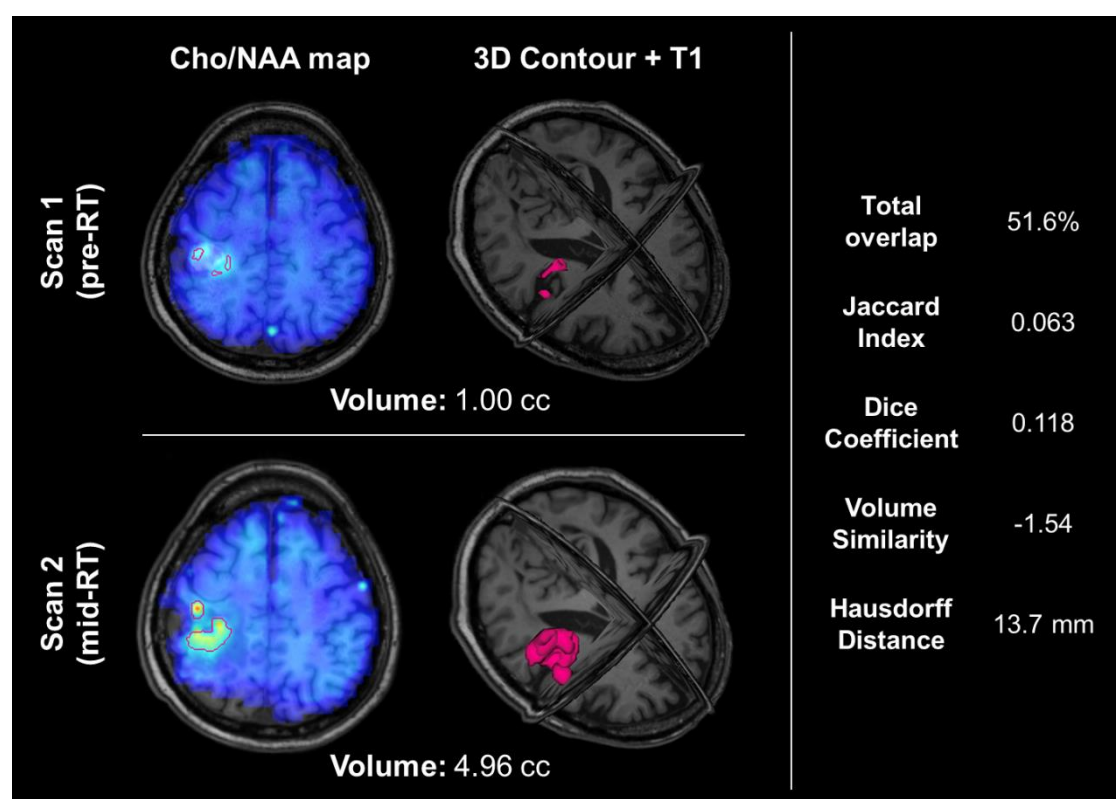 Cho/NAA map
3D Contour + T1
Scan 1
(pre-RT)
Volume: 1.00 cc
Scan 2
(mid-RT)
Volume: 4.96 cc
Total
overlap
51.6%
Jaccard
Index
0.063
Dice
Coefficient
0.118
Volume
Similarity
-1.54
Hausdorff
Distance
13.7 mm